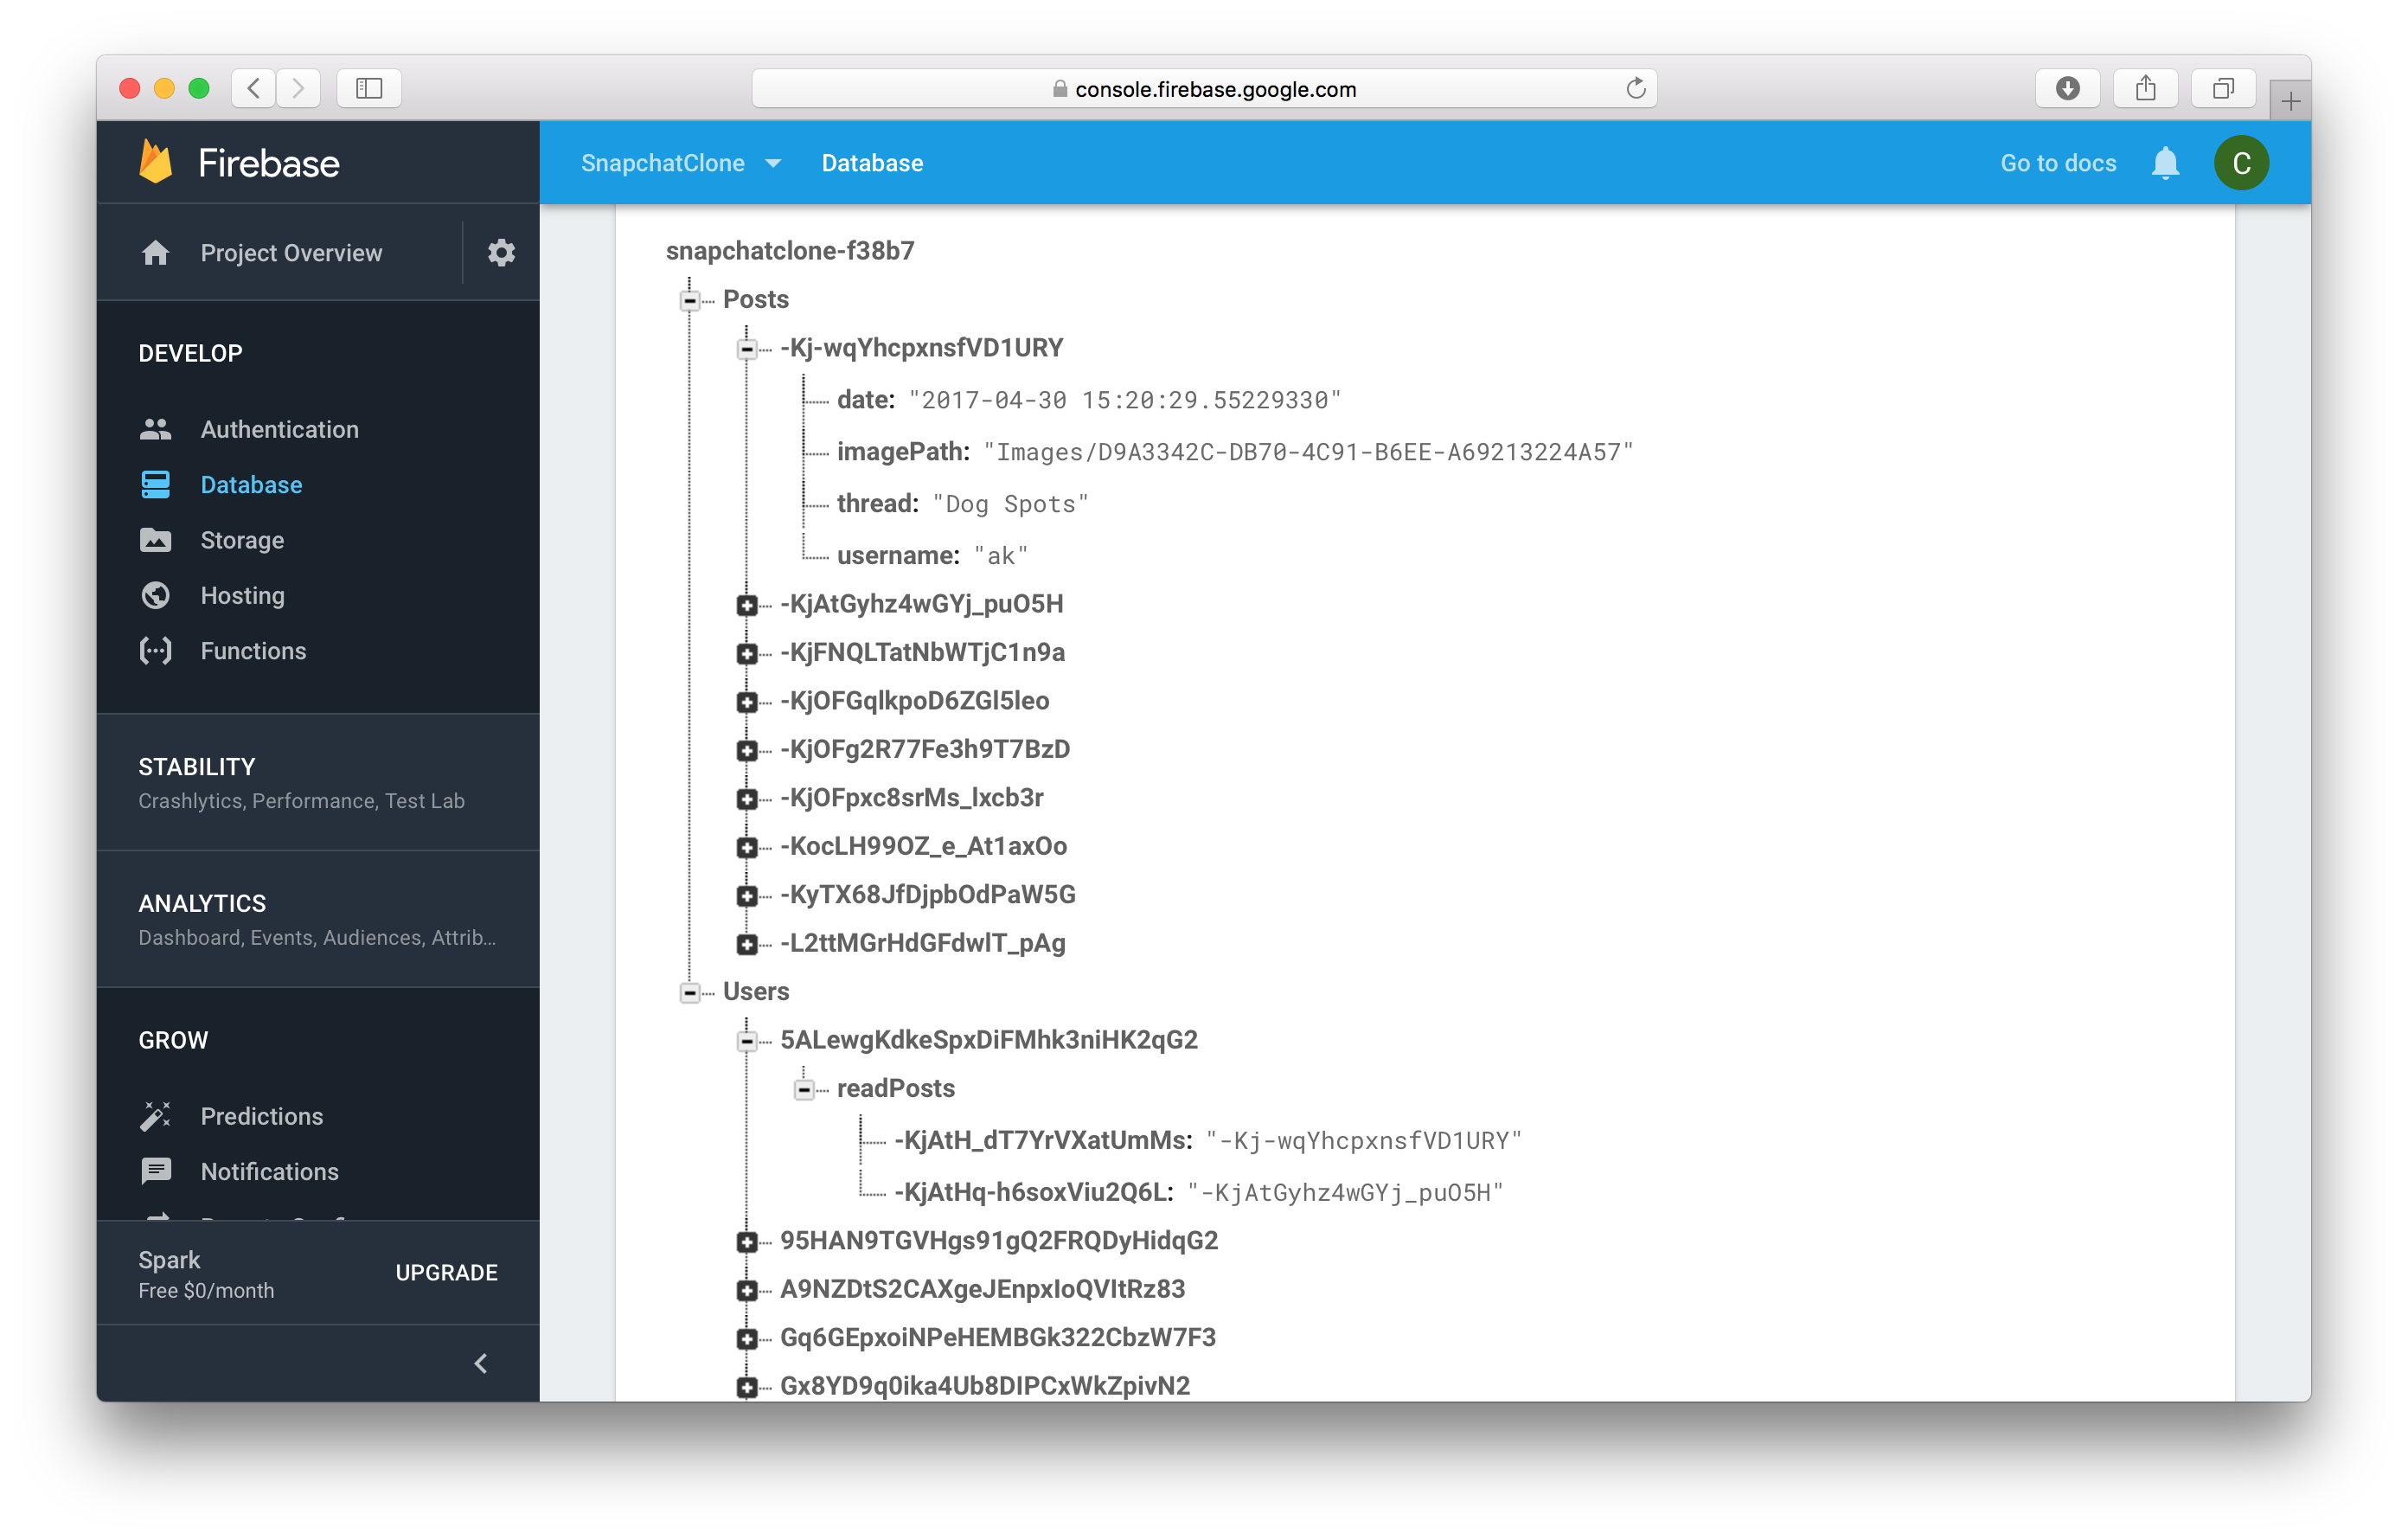 console.firebase.google.com
Firebase
SnapchatClone
Database
Go to docs
C
Project Overview
DEVELOP
Authentication
Database
Storage
Hosting
Functions
STABILITY
Crashlytics, Performance, Test Lab
ANALYTICS
Dashboard, Events, Audiences, Attrib...
GROW
Predictions
Notifications
Spark
Free $0/month
UPGRADE
snapchatclone-f38b7
Posts
-Kj-wqYhcpxnsfVD1URY
date: "2017-04-30 15:20:29.55229330"
imagePath: "Images/D9A3342C-DB70-4C91-B6EE-A69213224A57"
thread: "Dog Spots"
username: "ak"
-KjAtGyhz4wGYj_puO5H
-KjFNQLTatNbWTjC1n9a
-KjOFGqlkpoD6ZGl5leo
-KjOFg2R77Fe3h9T7BzD
-KjOFpxc8srMs_lxcb3r
-KocLH99OZ_e_At1axOo
-KyTX68JfDjpbOdPaW5G
-L2ttMGrHdGFdwlT_pAg
Users
5ALewgKdkeSpxDiFMhk3niHK2qG2
readPosts
-KjAtH_dT7YrVXatUmMs: "-Kj-wqYhcpxnsfVD1URY"
-KjAtHq-h6soxViu2Q6L: "-KjAtGyhz4wGYj_puO5H"
95HAN9TGVHgs91gQ2FRQDyHidqG2
A9NZDtS2CAXgeJEnpxIoQVItRz83
Gq6GEpxoiNPeHEMBGk322CbzW7F3
Gx8YD9q0ika4Ub8DIPCxWkZpivN2